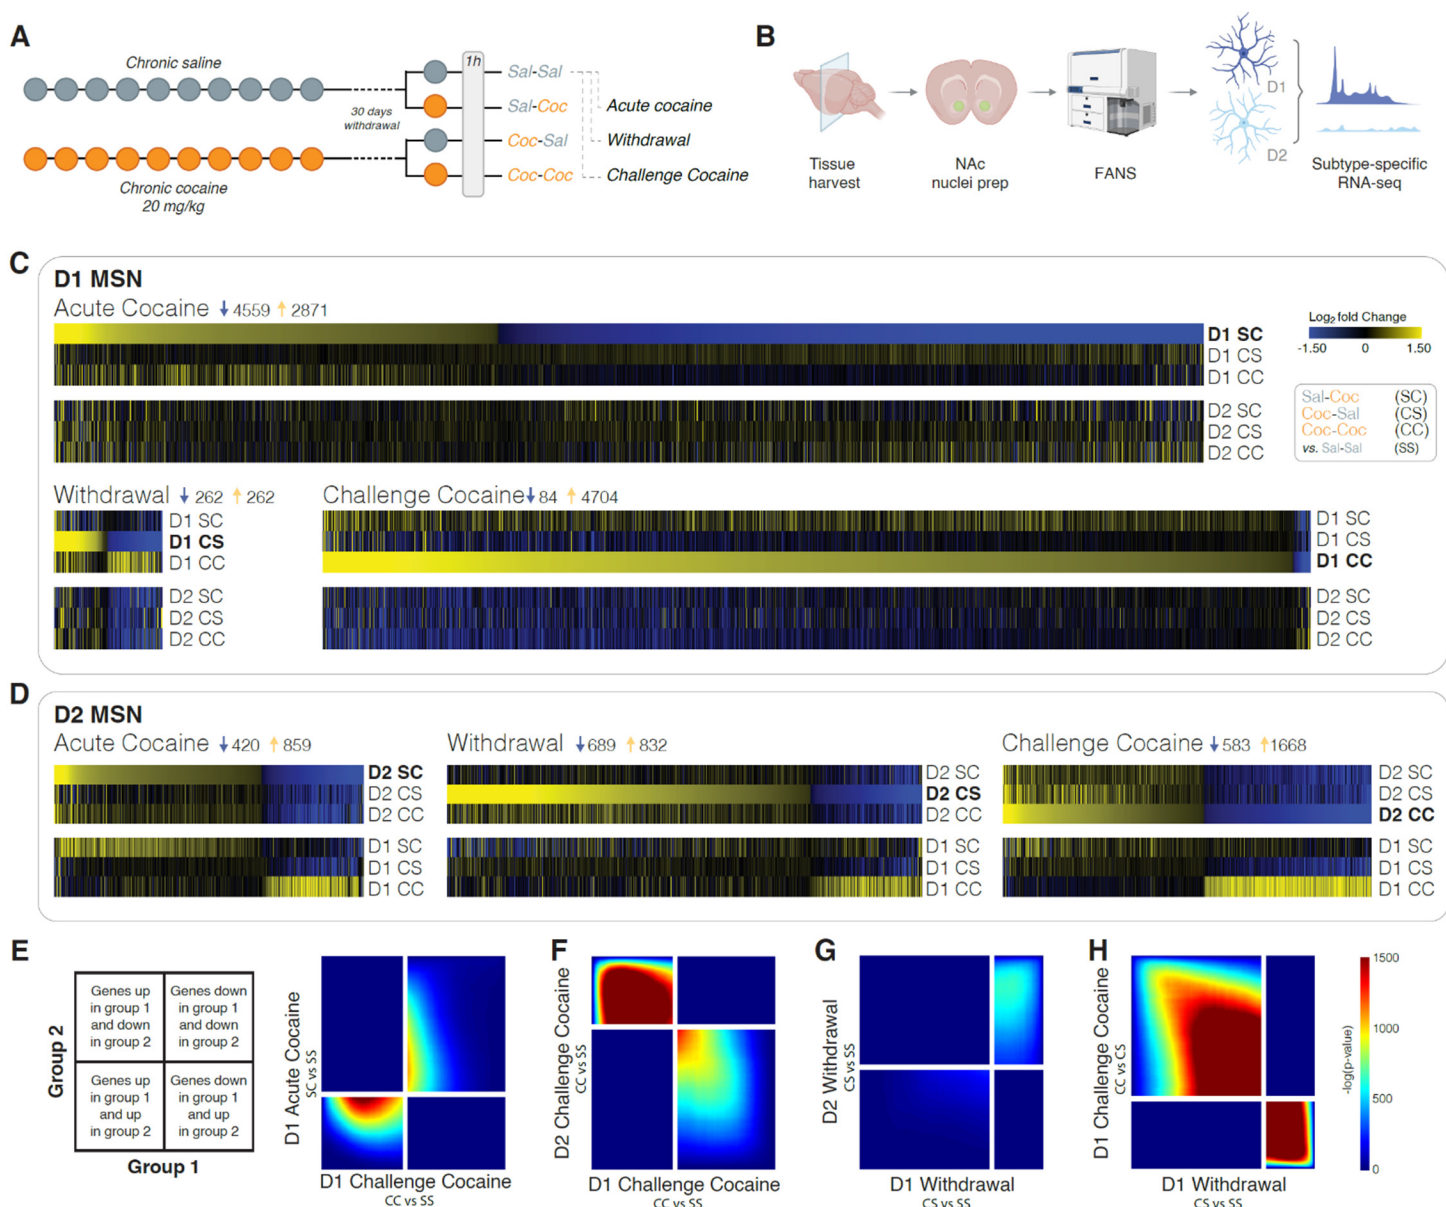 A
Chronic saline
30 days
withdrawal
Chronic cocaine
20 mg/kg
1h
Sal-Sal
Sal-Coc
Coc-Sal
Coc-Coc
Acute cocaine
Withdrawal
Challenge Cocaine
B
Tissue
harvest
NAc
nuclei prep
FANS
D1
D2
Subtype-specific
RNA-seq
C
D1 MSN
Acute Cocaine ↓4559 ↑2871
D1 SC
D1 CS
D1 CC
D2 SC
D2 CS
D2 CC
Log2 fold Change
-1.50 0 1.50
Sal-Coc (SC)
Coc-Sal (CS)
Coc-Coc (CC)
vs. Sal-Sal (SS)
Withdrawal ↓262 ↑262
D1 SC
D1 CS
D1 CC
D2 SC
D2 CS
D2 CC
Challenge Cocaine ↓84 ↑4704
D1 SC
D1 CS
D1 CC
D2 SC
D2 CS
D2 CC
D
D2 MSN
Acute Cocaine ↓420 ↑859
D2 SC
D2 CS
D2 CC
D1 SC
D1 CS
D1 CC
Withdrawal ↓689 ↑832
D2 SC
D2 CS
D2 CC
D1 SC
D1 CS
D1 CC
Challenge Cocaine ↓583 ↑1668
D2 SC
D2 CS
D2 CC
D1 SC
D1 CS
D1 CC
E
Group 2
Genes up
in group 1
and down
in group 2
Genes down
in group 1
and down
in group 2
Genes up
in group 1
and up
in group 2
Genes down
in group 1
and up
in group 2
Group 1
D1 Acute Cocaine
SC vs SS
D1 Challenge Cocaine
CC vs SS
F
D2 Challenge Cocaine
CC vs SS
D1 Challenge Cocaine
CC vs SS
G
D2 Withdrawal
CS vs SS
D1 Withdrawal
CS vs SS
H
D1 Challenge Cocaine
CC vs CS
D1 Withdrawal
CS vs SS
1500
1000
500
0
-log(p-value)